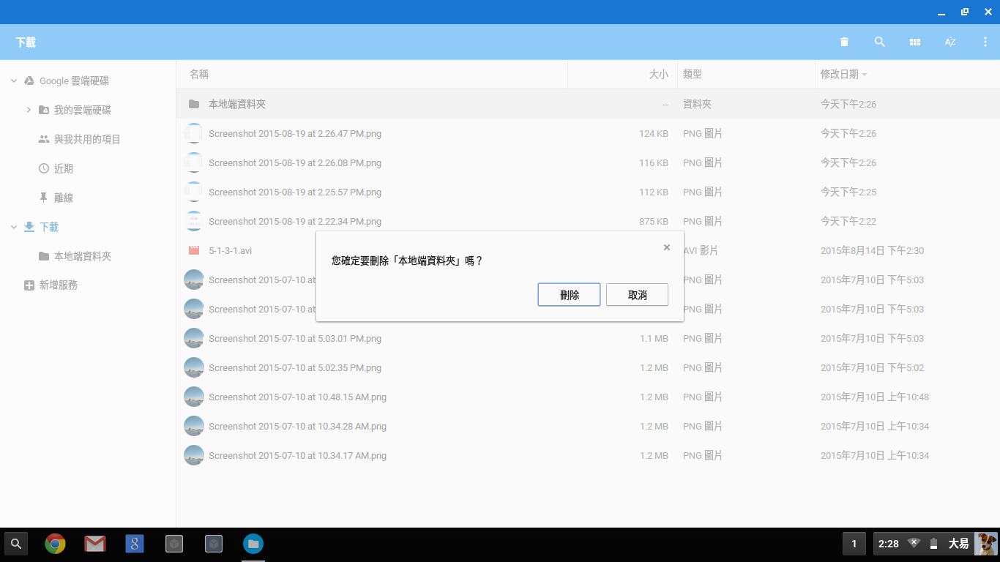 下載
AZ
名稱 大小 類型 修改日期
Google 雲端硬碟
我的雲端硬碟
與我共用的項目
近期
離線
下載
本地端資料夾
新增服務
本地端資料夾 -- 資料夾 今天下午2:26
Screenshot 2015-08-19 at 2.26.47 PM.png 124 KB PNG 圖片 今天下午2:26
Screenshot 2015-08-19 at 2.26.08 PM.png 116 KB PNG 圖片 今天下午2:26
Screenshot 2015-08-19 at 2.25.57 PM.png 112 KB PNG 圖片 今天下午2:25
Screenshot 2015-08-19 at 2.22.34 PM.png 875 KB PNG 圖片 今天下午2:22
5-1-3-1.avi AVI 影片 2015年8月14日 下午2:30
Screenshot 2015-07-10 at PNG 圖片 2015年7月10日 下午5:03
Screenshot 2015-07-10 at PNG 圖片 2015年7月10日 下午5:03
Screenshot 2015-07-10 at 5.03.01 PM.png 1.1 MB PNG 圖片 2015年7月10日 下午5:03
Screenshot 2015-07-10 at 5.02.35 PM.png 1.2 MB PNG 圖片 2015年7月10日 下午5:02
Screenshot 2015-07-10 at 10.48.15 AM.png 1.2 MB PNG 圖片 2015年7月10日 上午10:48
Screenshot 2015-07-10 at 10.34.28 AM.png 1.2 MB PNG 圖片 2015年7月10日 上午10:34
Screenshot 2015-07-10 at 10.34.17 AM.png 1.2 MB PNG 圖片 2015年7月10日 上午10:34
您確定要刪除「本地端資料夾」嗎？
刪除 取消
g 1 2:28 大易